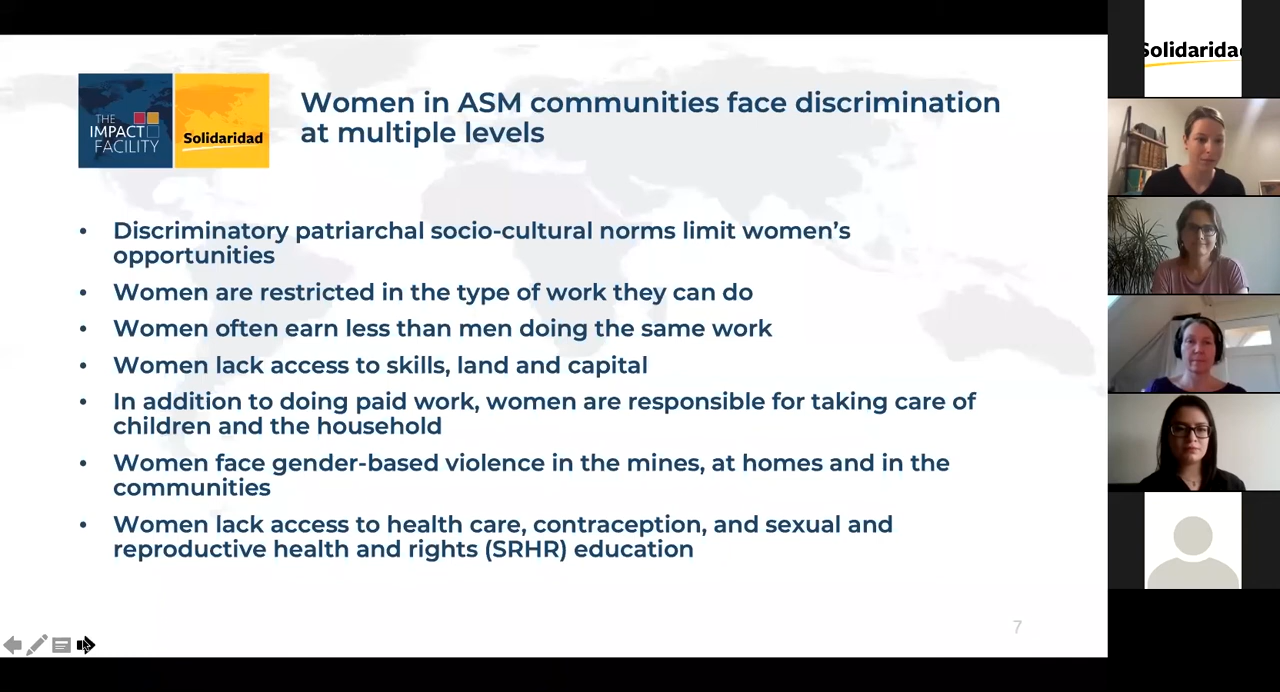 THE
IMPACT
FACILITY
Solidaridad
Women in ASM communities face discrimination
at multiple levels
• Discriminatory patriarchal socio-cultural norms limit women’s
opportunities
• Women are restricted in the type of work they can do
• Women often earn less than men doing the same work
• Women lack access to skills, land and capital
• In addition to doing paid work, women are responsible for taking care of
children and the household
• Women face gender-based violence in the mines, at homes and in the
communities
• Women lack access to health care, contraception, and sexual and
reproductive health and rights (SRHR) education
7
Solidaridad